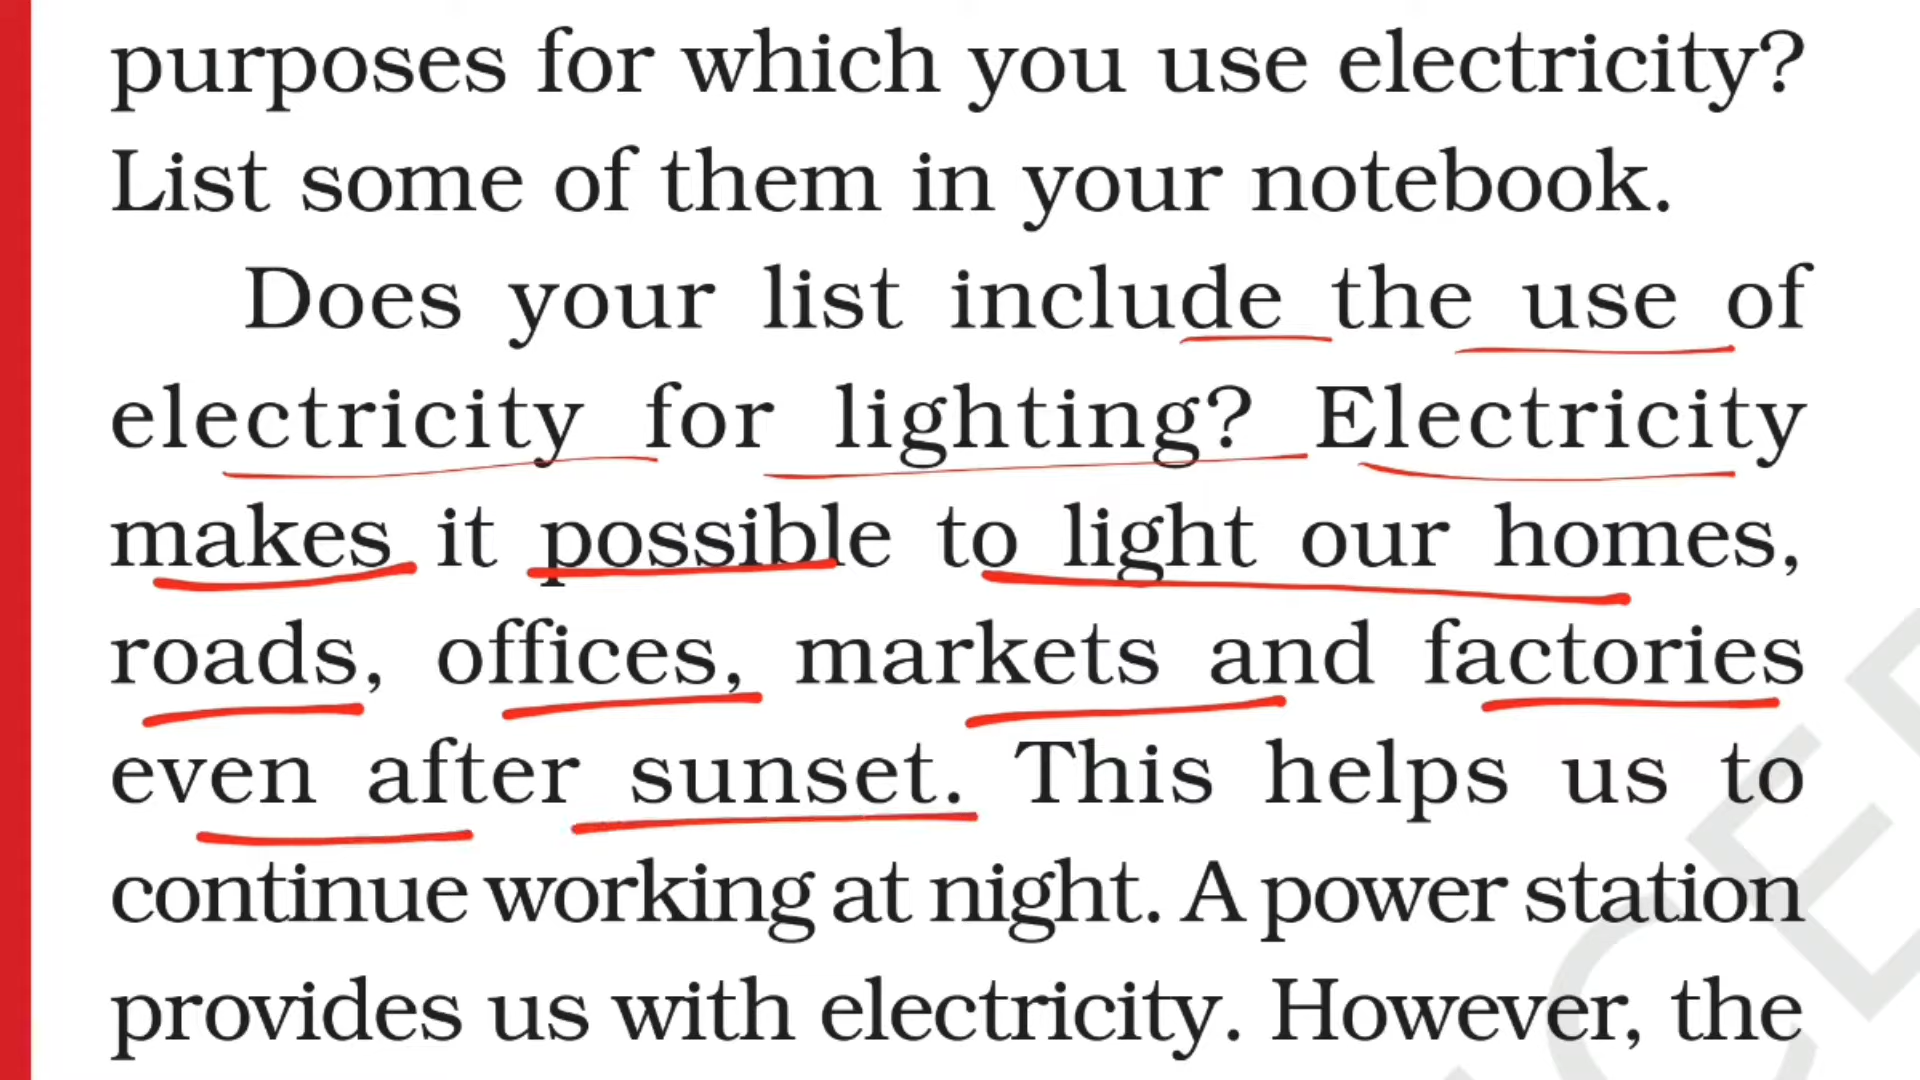 purposes for which you use electricity?
List some of them in your notebook.
Does your list include the use of
electricity for lighting? Electricity
makes it possible to light our homes,
roads, offices, markets and factories
even after sunset. This helps us to
continue working at night. A power station
provides us with electricity. However, the